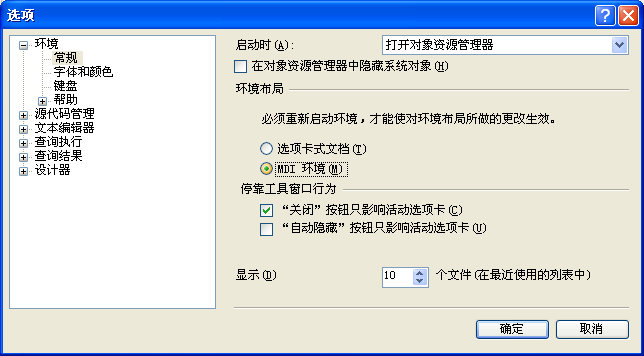 选项
环境
常规
字体和颜色
键盘
帮助
源代码管理
文本编辑器
查询执行
查询结果
设计器
启动时(A):
打开对象资源管理器
在对象资源管理器中隐藏系统对象(H)
环境布局
必须重新启动环境，才能使对环境布局所做的更改生效。
选项卡式文档(T)
MDI 环境(M)
停靠工具窗口行为
“关闭”按钮只影响活动选项卡(C)
“自动隐藏”按钮只影响活动选项卡(U)
显示(D)
10
个文件(在最近使用的列表中)
确定
取消